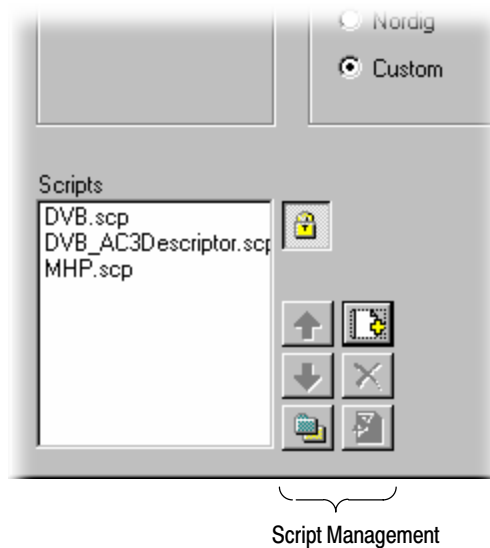 Nordig
Custom
Scripts
DVB.scp
DVB_AC3Descriptor.scp
MHP.scp
Script Management